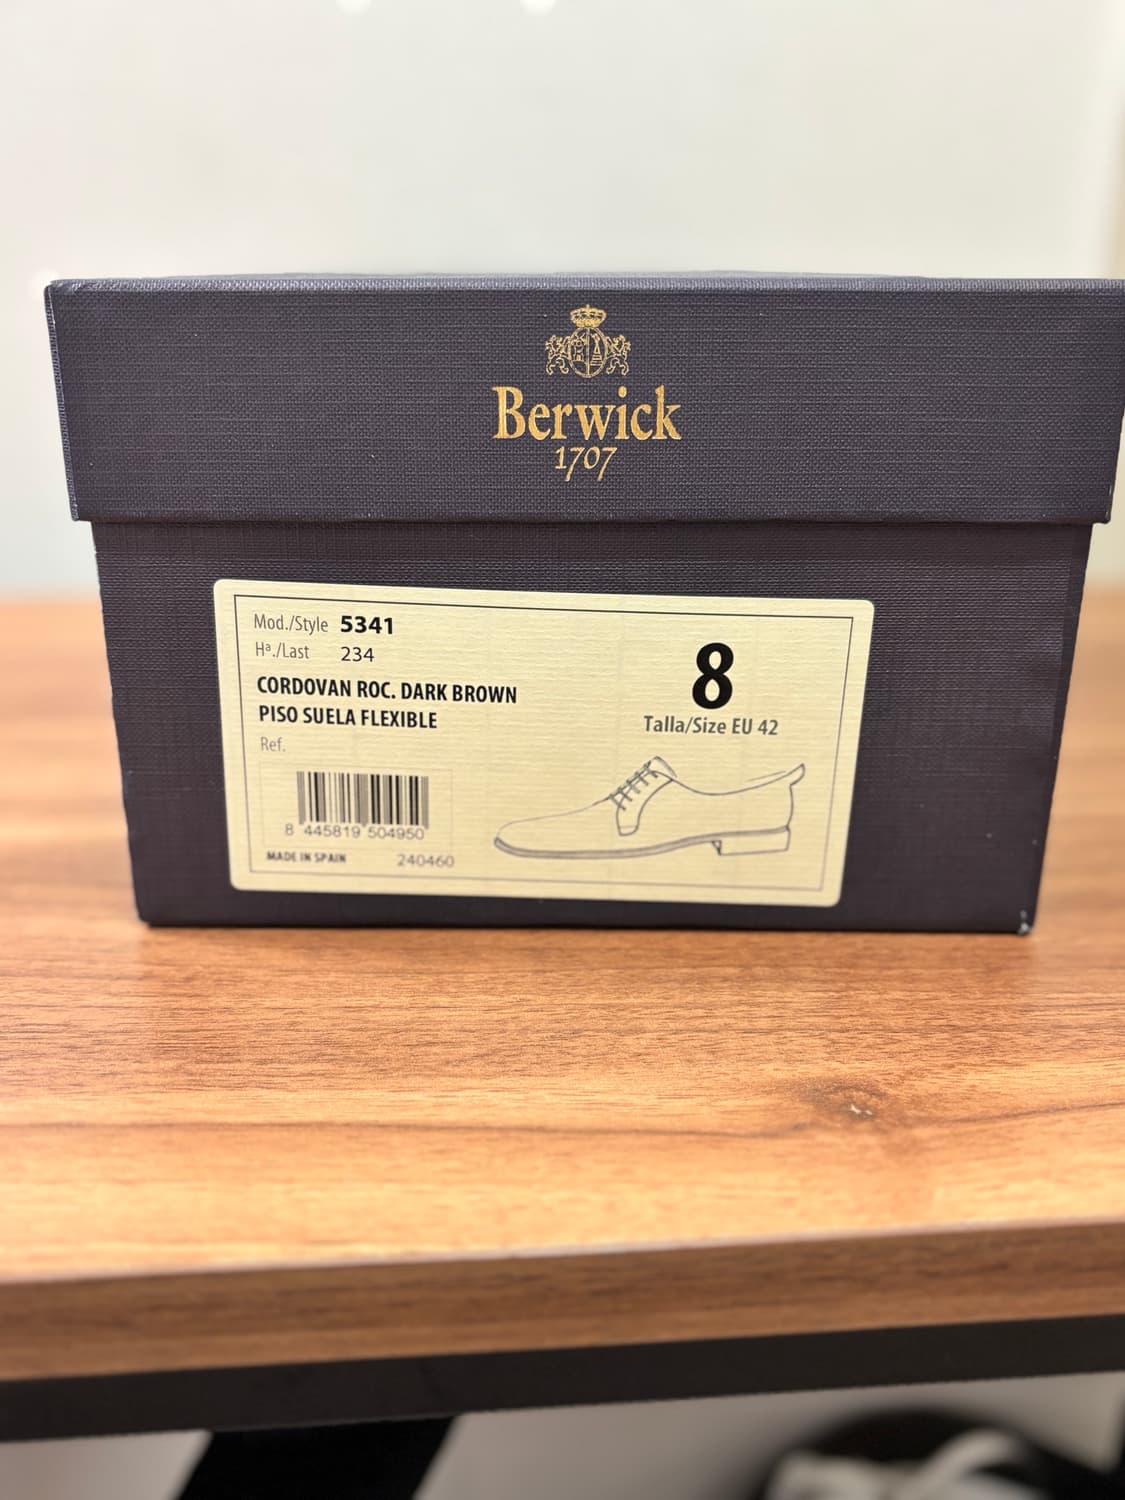 Berwick
1707
Mod./Style 5341
Hª./Last 234
CORDOVAN ROC. DARK BROWN
PISO SUELA FLEXIBLE
Ref.
8
Talla/Size EU 42
8 445819 504950
MADE IN SPAIN 240460